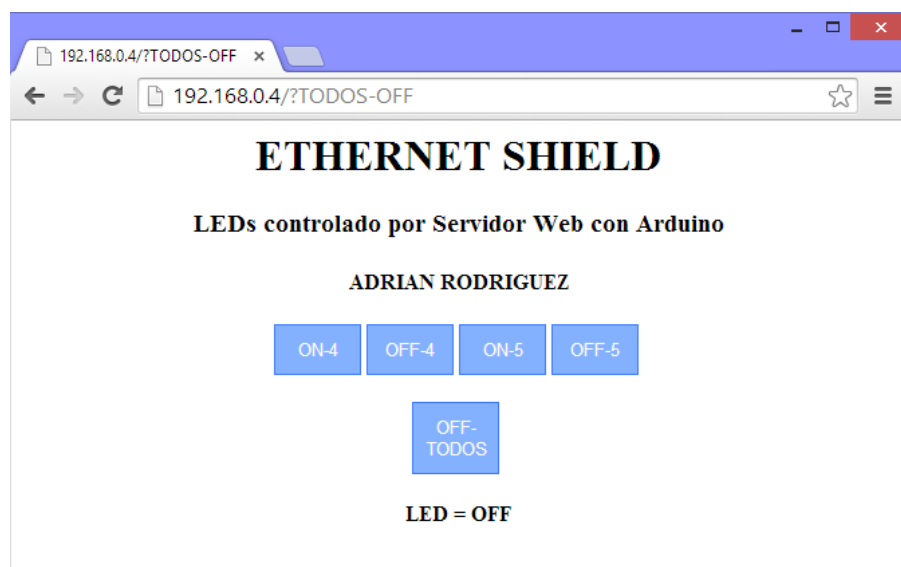 192.168.0.4/?TODOS-OFF
192.168.0.4/?TODOS-OFF
ETHERNET SHIELD
LEDs controlado por Servidor Web con Arduino
ADRIAN RODRIGUEZ
ON-4 OFF-4 ON-5 OFF-5
OFF-
TODOS
LED = OFF